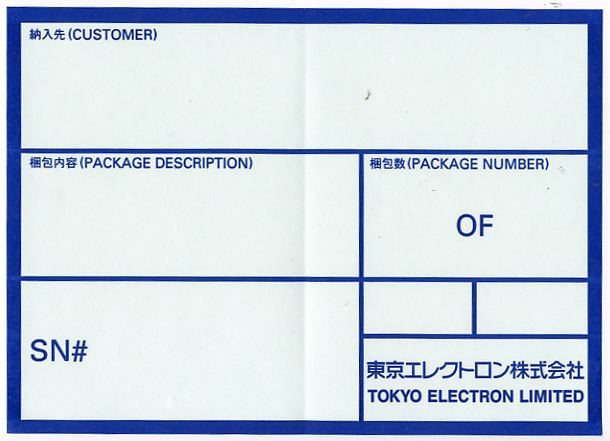 納入先(CUSTOMER)
梱包内容(PACKAGE DESCRIPTION)
梱包数(PACKAGE NUMBER)
OF
SN#
東京エレクトロン株式会社
TOKYO ELECTRON LIMITED